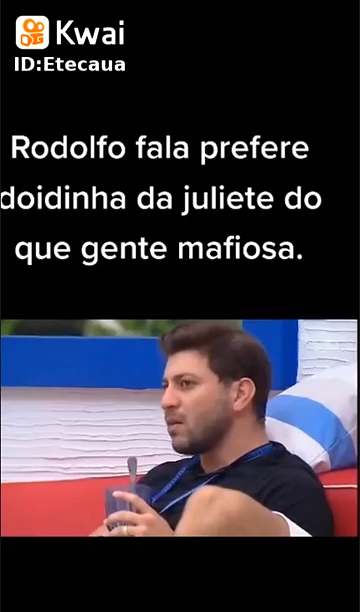 Kwai
ID:Etecaua
Rodolfo fala prefere
doidinha da juliete do
que gente mafiosa.